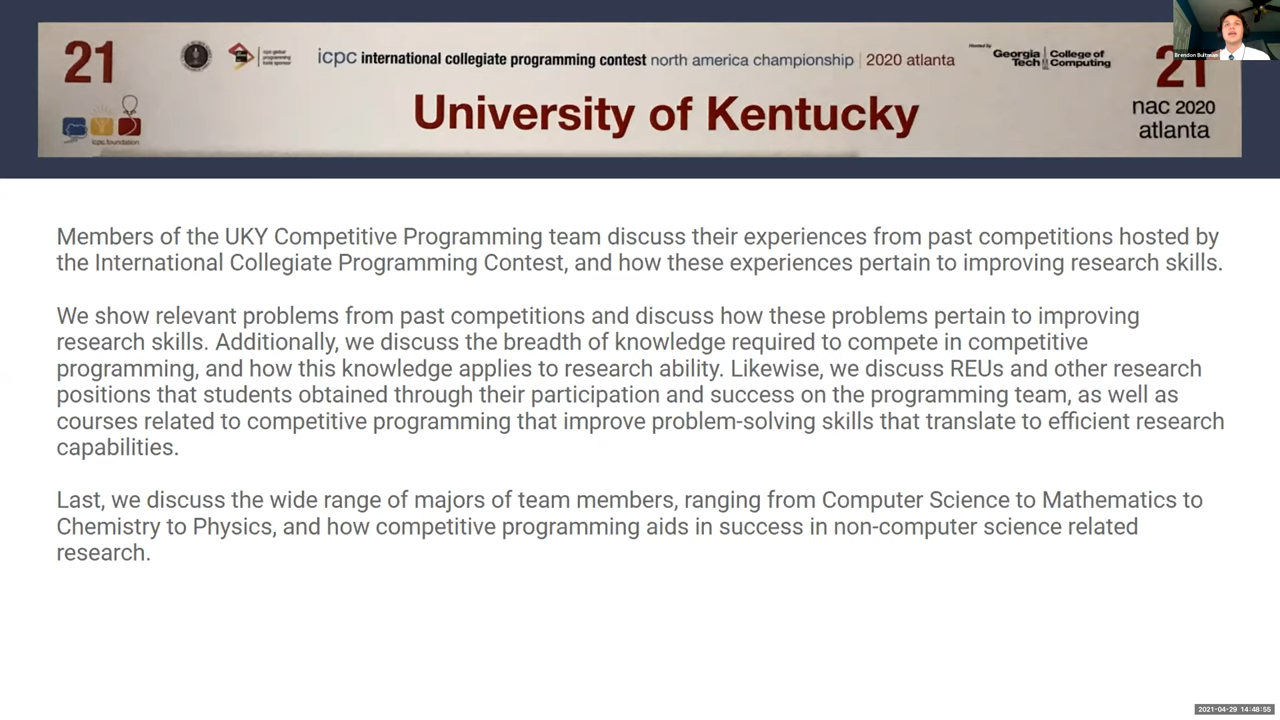 21
icpc international collegiate programming contest north america championship | 2020 atlanta
Hosted by
Georgia Tech
College of Computing
21
University of Kentucky
nac 2020
atlanta
icpc.foundation
Brendon Bultman
Members of the UKY Competitive Programming team discuss their experiences from past competitions hosted by
the International Collegiate Programming Contest, and how these experiences pertain to improving research skills.
We show relevant problems from past competitions and discuss how these problems pertain to improving
research skills. Additionally, we discuss the breadth of knowledge required to compete in competitive
programming, and how this knowledge applies to research ability. Likewise, we discuss REUs and other research
positions that students obtained through their participation and success on the programming team, as well as
courses related to competitive programming that improve problem-solving skills that translate to efficient research
capabilities.
Last, we discuss the wide range of majors of team members, ranging from Computer Science to Mathematics to
Chemistry to Physics, and how competitive programming aids in success in non-computer science related
research.
2021-04-29 14:48:55